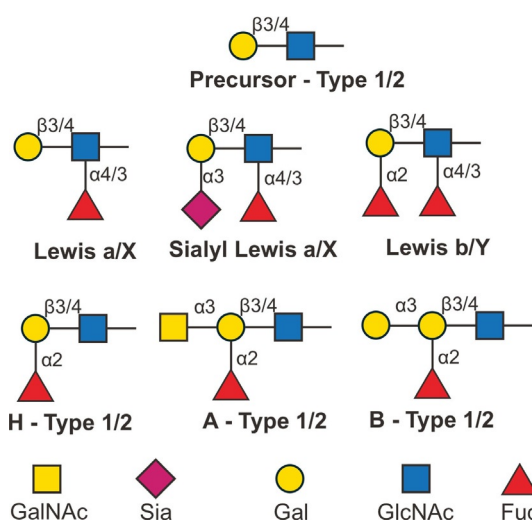 β3/4
Precursor - Type 1/2
β3/4
α4/3
Lewis a/X
β3/4
α3
α4/3
Sialyl Lewis a/X
β3/4
α2
α4/3
Lewis b/Y
β3/4
α2
H - Type 1/2
α3
β3/4
α2
A - Type 1/2
α3
β3/4
α2
B - Type 1/2
GalNAc
Sia
Gal
GlcNAc